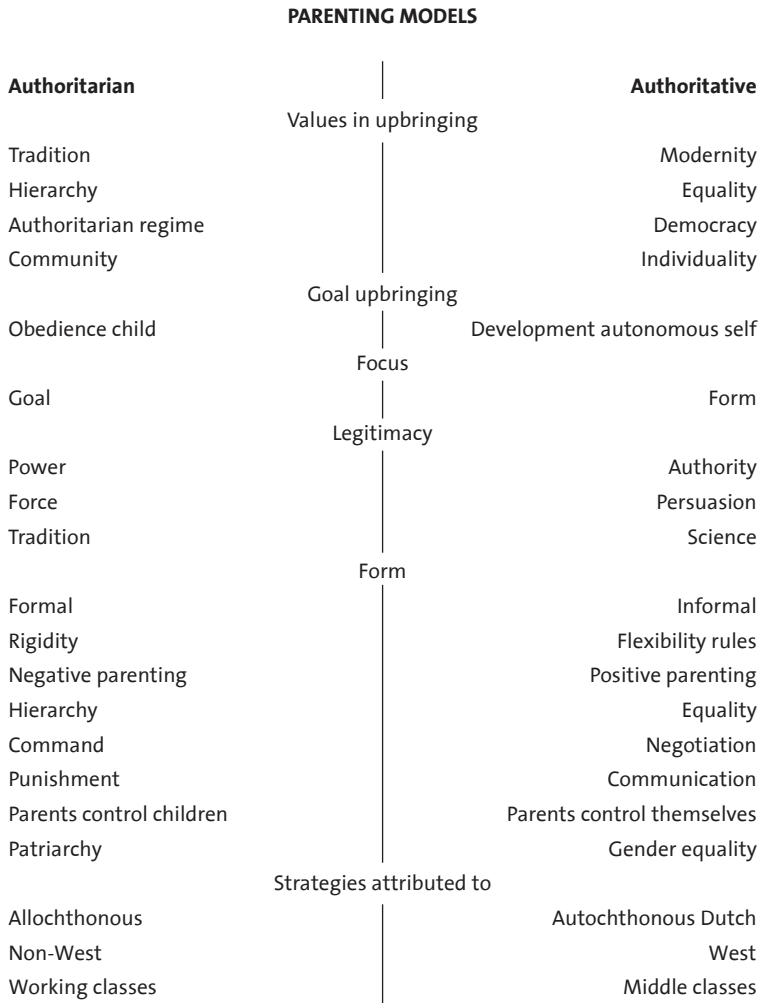 PARENTING MODELS
Authoritarian Authoritative
Values in upbringing
Tradition Modernity
Hierarchy Equality
Authoritarian regime Democracy
Community Individuality
Goal upbringing
Obedience child Development autonomous self
Focus
Goal Form
Legitimacy
Power Authority
Force Persuasion
Tradition Science
Form
Formal Informal
Rigidity Flexibility rules
Negative parenting Positive parenting
Hierarchy Equality
Command Negotiation
Punishment Communication
Parents control children Parents control themselves
Patriarchy Gender equality
Strategies attributed to
Allochthonous Autochthonous Dutch
Non-West West
Working classes Middle classes